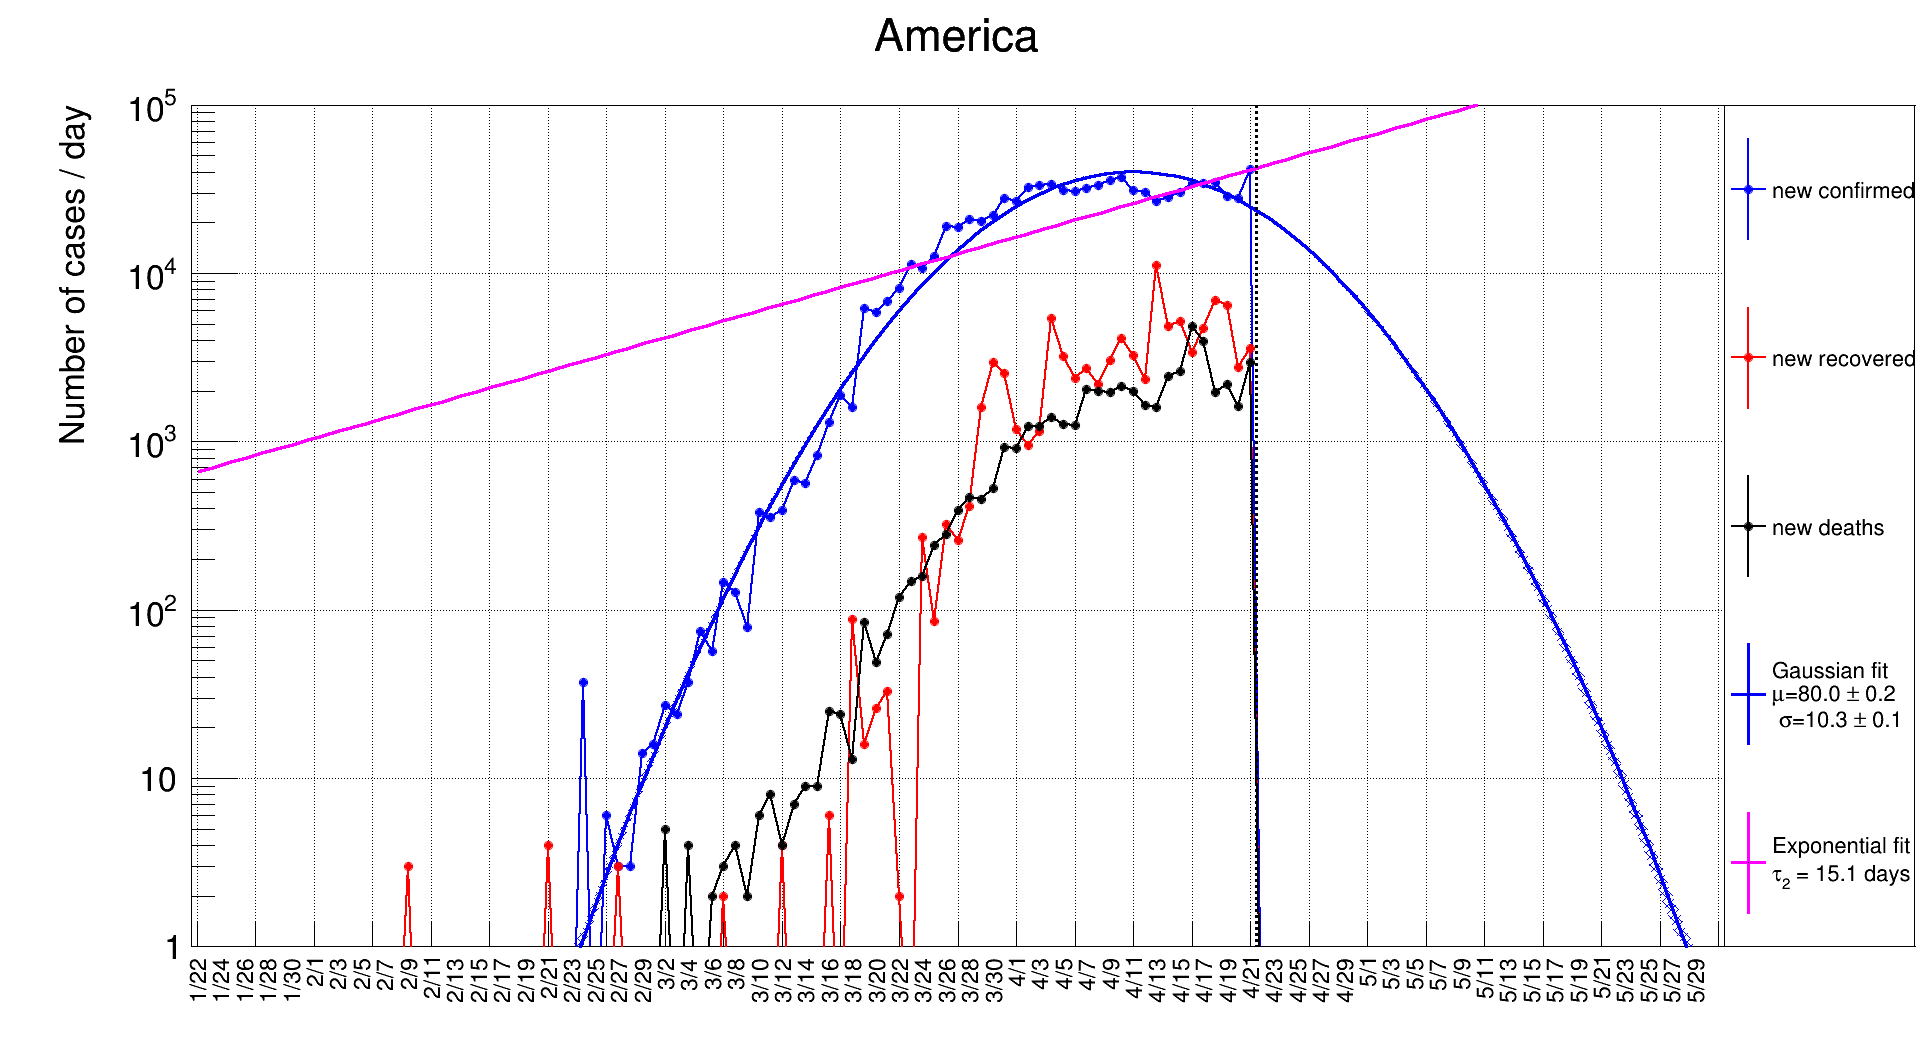 America
Number of cases / day
10^5
10^4
10^3
10^2
10
1
1/22 1/24 1/26 1/28 1/30 2/1 2/3 2/5 2/7 2/9 2/11 2/13 2/15 2/17 2/19 2/21 2/23 2/25 2/27 2/29 3/2 3/4 3/6 3/8 3/10 3/12 3/14 3/16 3/18 3/20 3/22 3/24 3/26 3/28 3/30 4/1 4/3 4/5 4/7 4/9 4/11 4/13 4/15 4/17 4/19 4/21 4/23 4/25 4/27 4/29 5/1 5/3 5/5 5/7 5/9 5/11 5/13 5/15 5/17 5/19 5/21 5/23 5/25 5/27 5/29
new confirmed
new recovered
new deaths
Gaussian fit
μ=80.0 ± 0.2
σ=10.3 ± 0.1
Exponential fit
τ₂ = 15.1 days